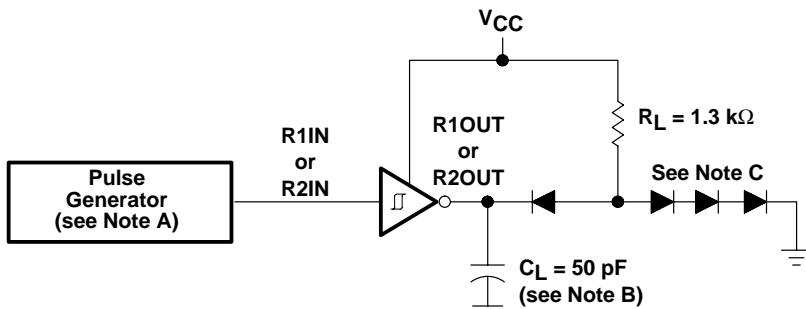 VCC
R1IN
or
R2IN
R1OUT
or
R2OUT
RL = 1.3 kΩ
See Note C
Pulse
Generator
(see Note A)
CL = 50 pF
(see Note B)